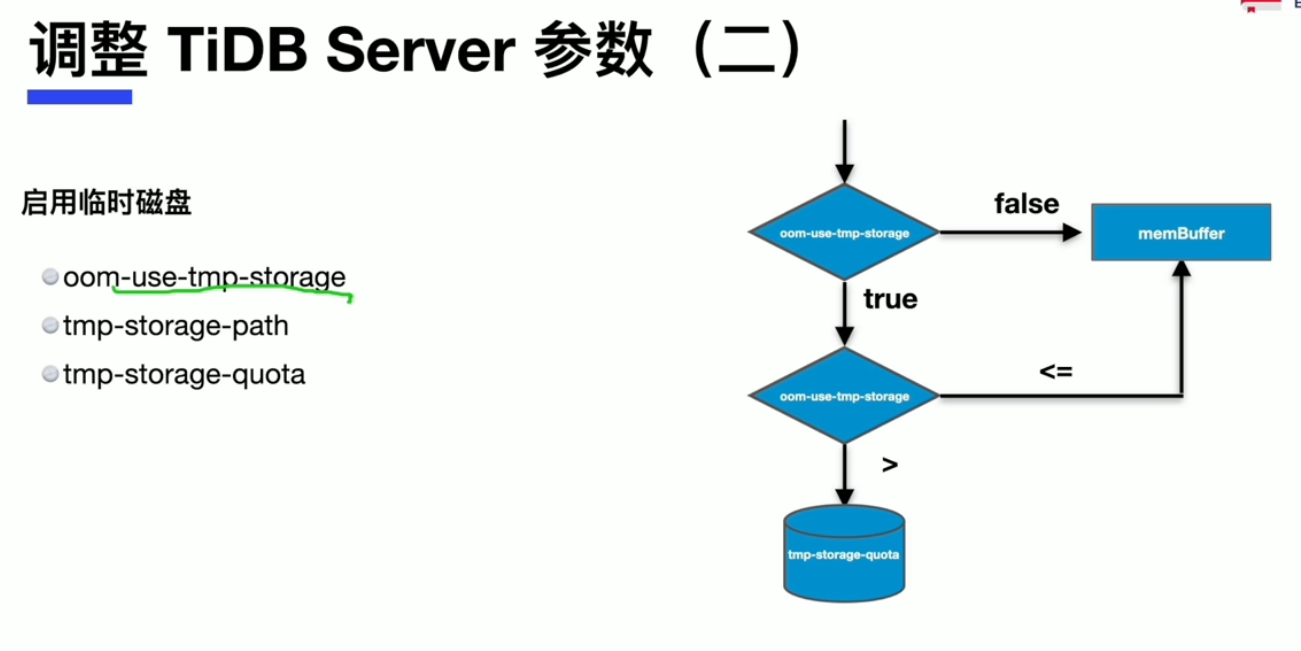 调整 TiDB Server 参数（二）
启用临时磁盘
oom-use-tmp-storage
tmp-storage-path
tmp-storage-quota
oom-use-tmp-storage
false
memBuffer
true
oom-use-tmp-storage
<=
>
tmp-storage-quota